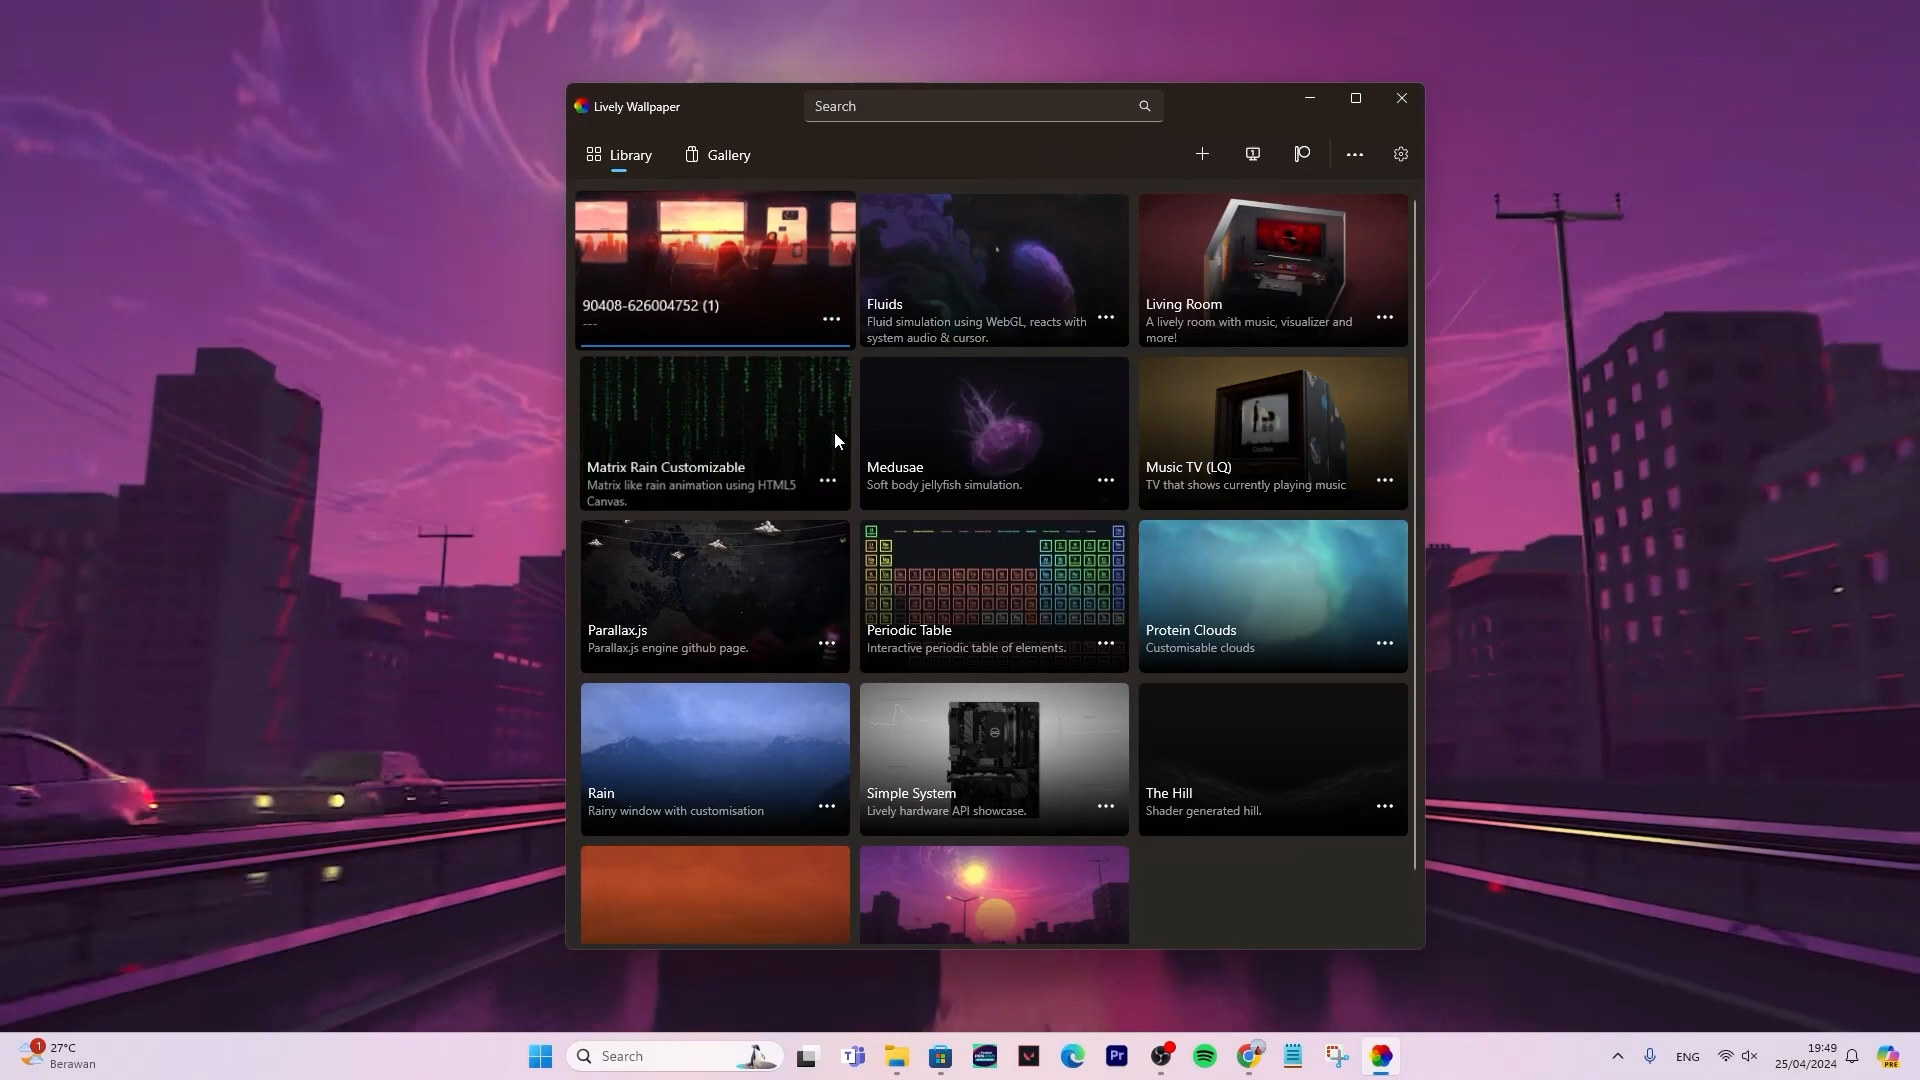 Lively Wallpaper
Search
Library
Gallery
90408-626004752 (1)
---
Fluids
Fluid simulation using WebGL, reacts with
system audio & cursor.
Living Room
A lively room with music, visualizer and
more!
Matrix Rain Customizable
Matrix like rain animation using HTML5
Canvas.
Medusae
Soft body jellyfish simulation.
Music TV (LQ)
TV that shows currently playing music
Parallax.js
Parallax.js engine github page.
Periodic Table
Interactive periodic table of elements.
Protein Clouds
Customisable clouds
Rain
Rainy window with customisation
Simple System
Lively hardware API showcase.
The Hill
Shader generated hill.
1
27°C
Berawan
Search
Pr
ENG
19:49
25/04/2024
PRE